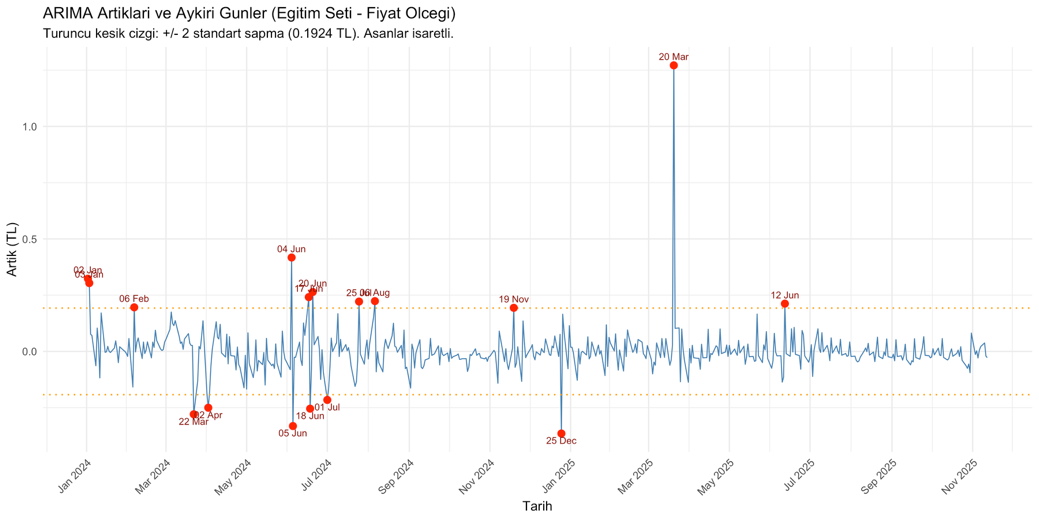 ARIMA Artiklari ve Aykiri Gunler (Egitim Seti - Fiyat Olcegi)
Turuncu kesik cizgi: +/- 2 standart sapma (0.1924 TL). Asanlar isaretli.
20 Mar
1.0
0.5
0.0
Artik (TL)
04 Jun
02 Jan
03 Jan
20 Jun
17 Jun
25 Jul
06 Aug
06 Feb
19 Nov
12 Jun
22 Mar
02 Apr
01 Jul
18 Jun
05 Jun
25 Dec
Jan 2024
Mar 2024
May 2024
Jul 2024
Sep 2024
Nov 2024
Jan 2025
Mar 2025
May 2025
Jul 2025
Sep 2025
Nov 2025
Tarih